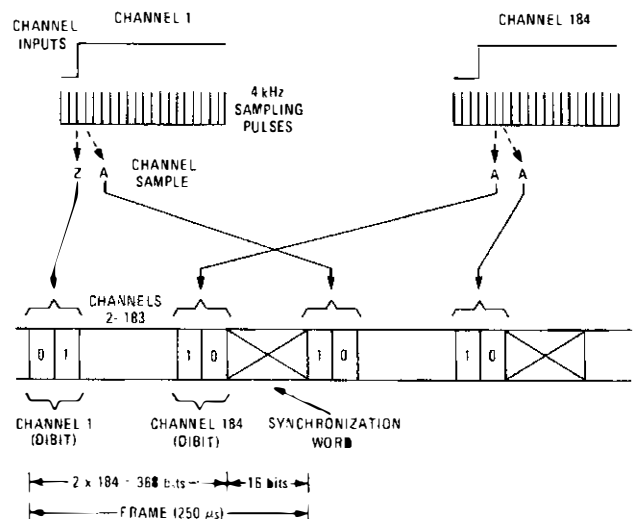 CHANNEL 1
CHANNEL 184
CHANNEL
INPUTS
4 kHz
SAMPLING
PULSES
CHANNEL
SAMPLE
Z A
A A
CHANNELS
2-183
0 1
1 0
1 0
1 0
CHANNEL 1
(DIBIT)
CHANNEL 184
(DIBIT)
SYNCHRONIZATION
WORD
2 x 184 - 368 bits
16 bits
FRAME (250 µs)